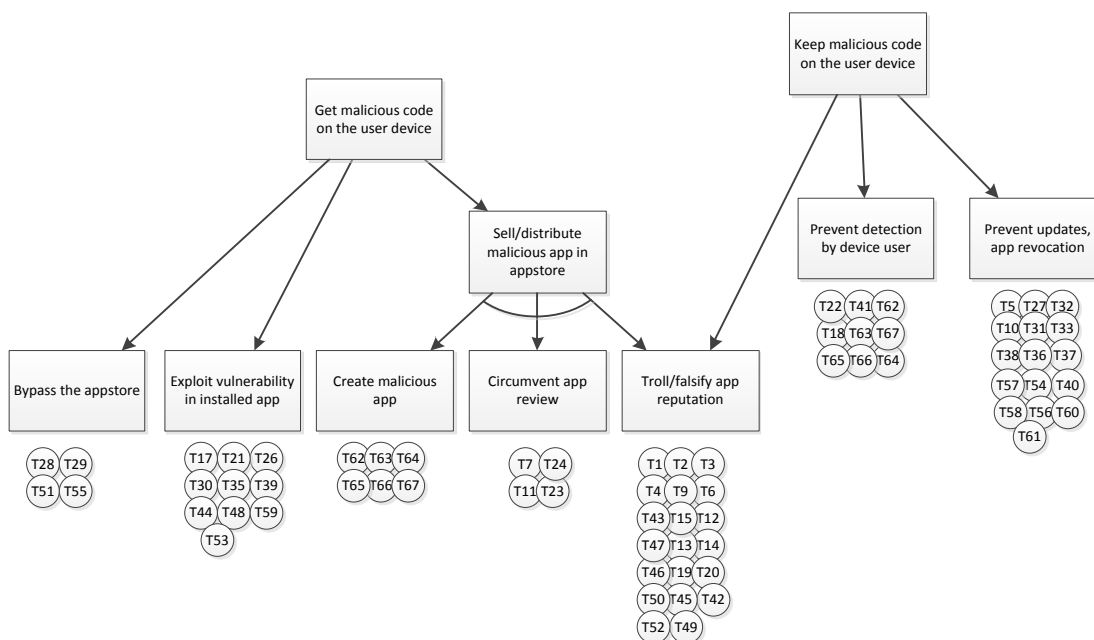 Keep malicious code
on the user device
Get malicious code
on the user device
Sell/distribute
malicious app in
appstore
Prevent detection
by device user
Prevent updates,
app revocation
T22 T41 T62
T18 T63 T67
T65 T66 T64
T5 T27 T32
T10 T31 T33
T38 T36 T37
T57 T54 T40
T58 T56 T60
T61
Bypass the appstore
Exploit vulnerability
in installed app
Create malicious
app
Circumvent app
review
Troll/falsify app
reputation
T28 T29
T51 T55
T17 T21 T26
T30 T35 T39
T44 T48 T59
T53
T62 T63 T64
T65 T66 T67
T7 T24
T11 T23
T1 T2 T3
T4 T9 T6
T43 T15 T12
T47 T13 T14
T46 T19 T20
T50 T45 T42
T52 T49